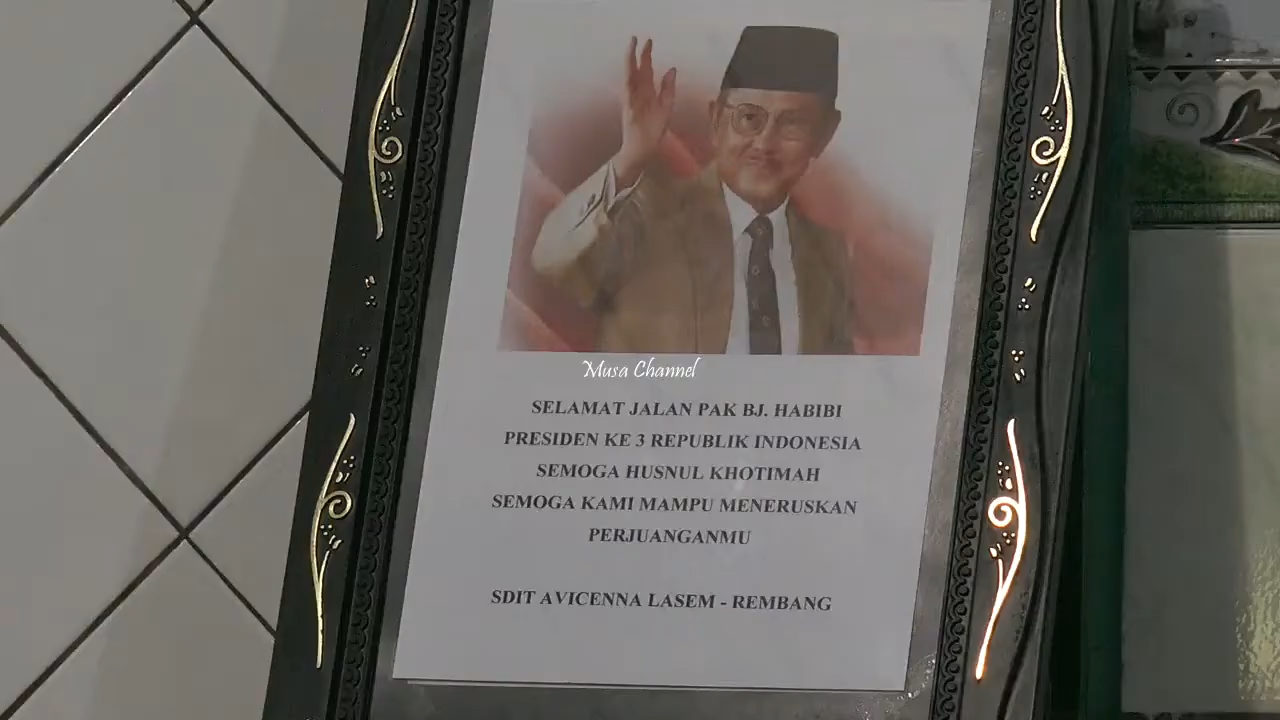 Musa Channel
SELAMAT JALAN PAK BJ. HABIBI
PRESIDEN KE 3 REPUBLIK INDONESIA
SEMOGA HUSNUL KHOTIMAH
SEMOGA KAMI MAMPU MENERUSKAN
PERJUANGANMU
SDIT AVICENNA LASEM - REMBANG